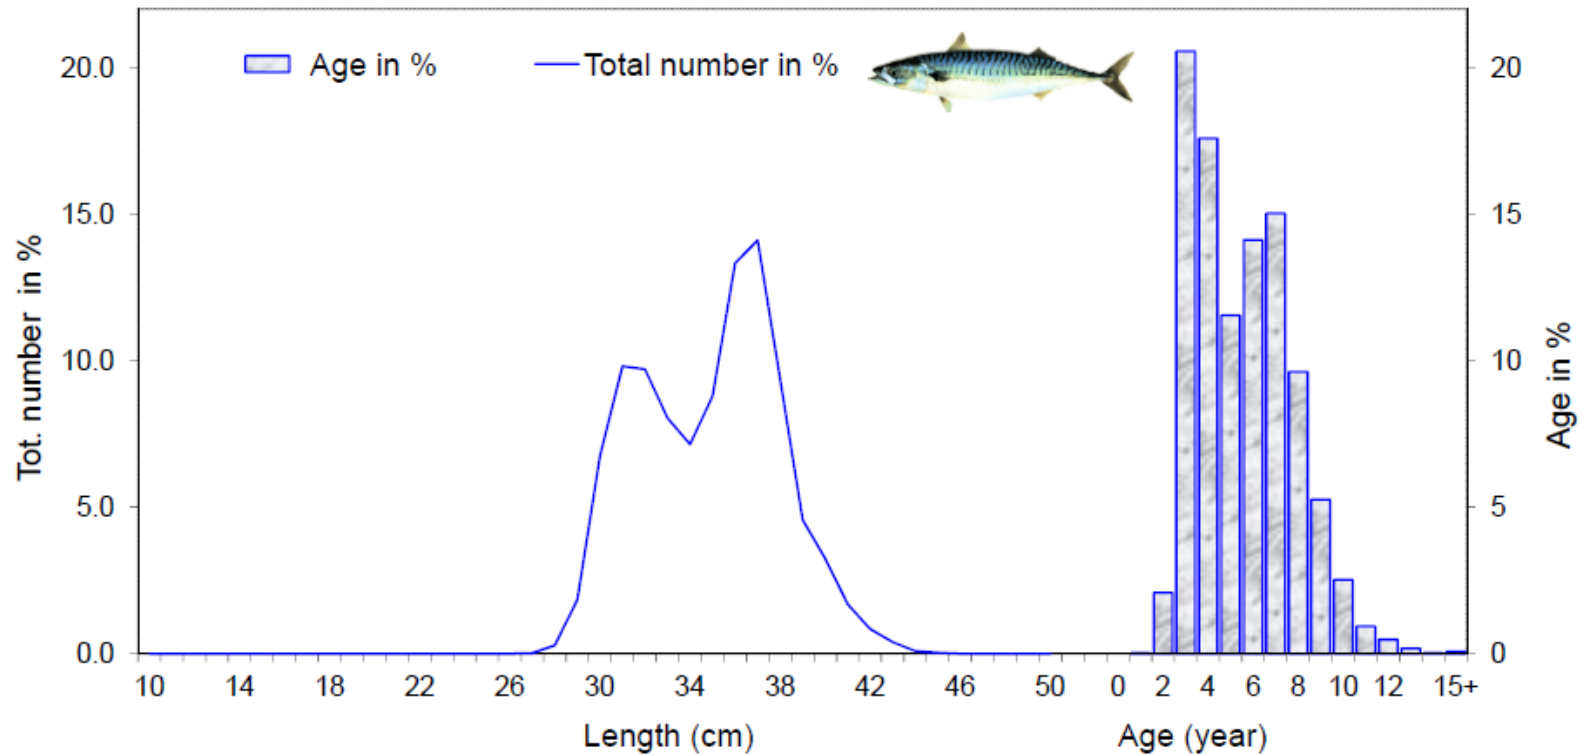 Age in %
Total number in %
Tot. number in %
20.0
15.0
10.0
5.0
0.0
20
15
10
5
0
Age in %
10 14 18 22 26 30 34 38 42 46 50 0 2 4 6 8 10 12 15+
Length (cm)
Age (year)